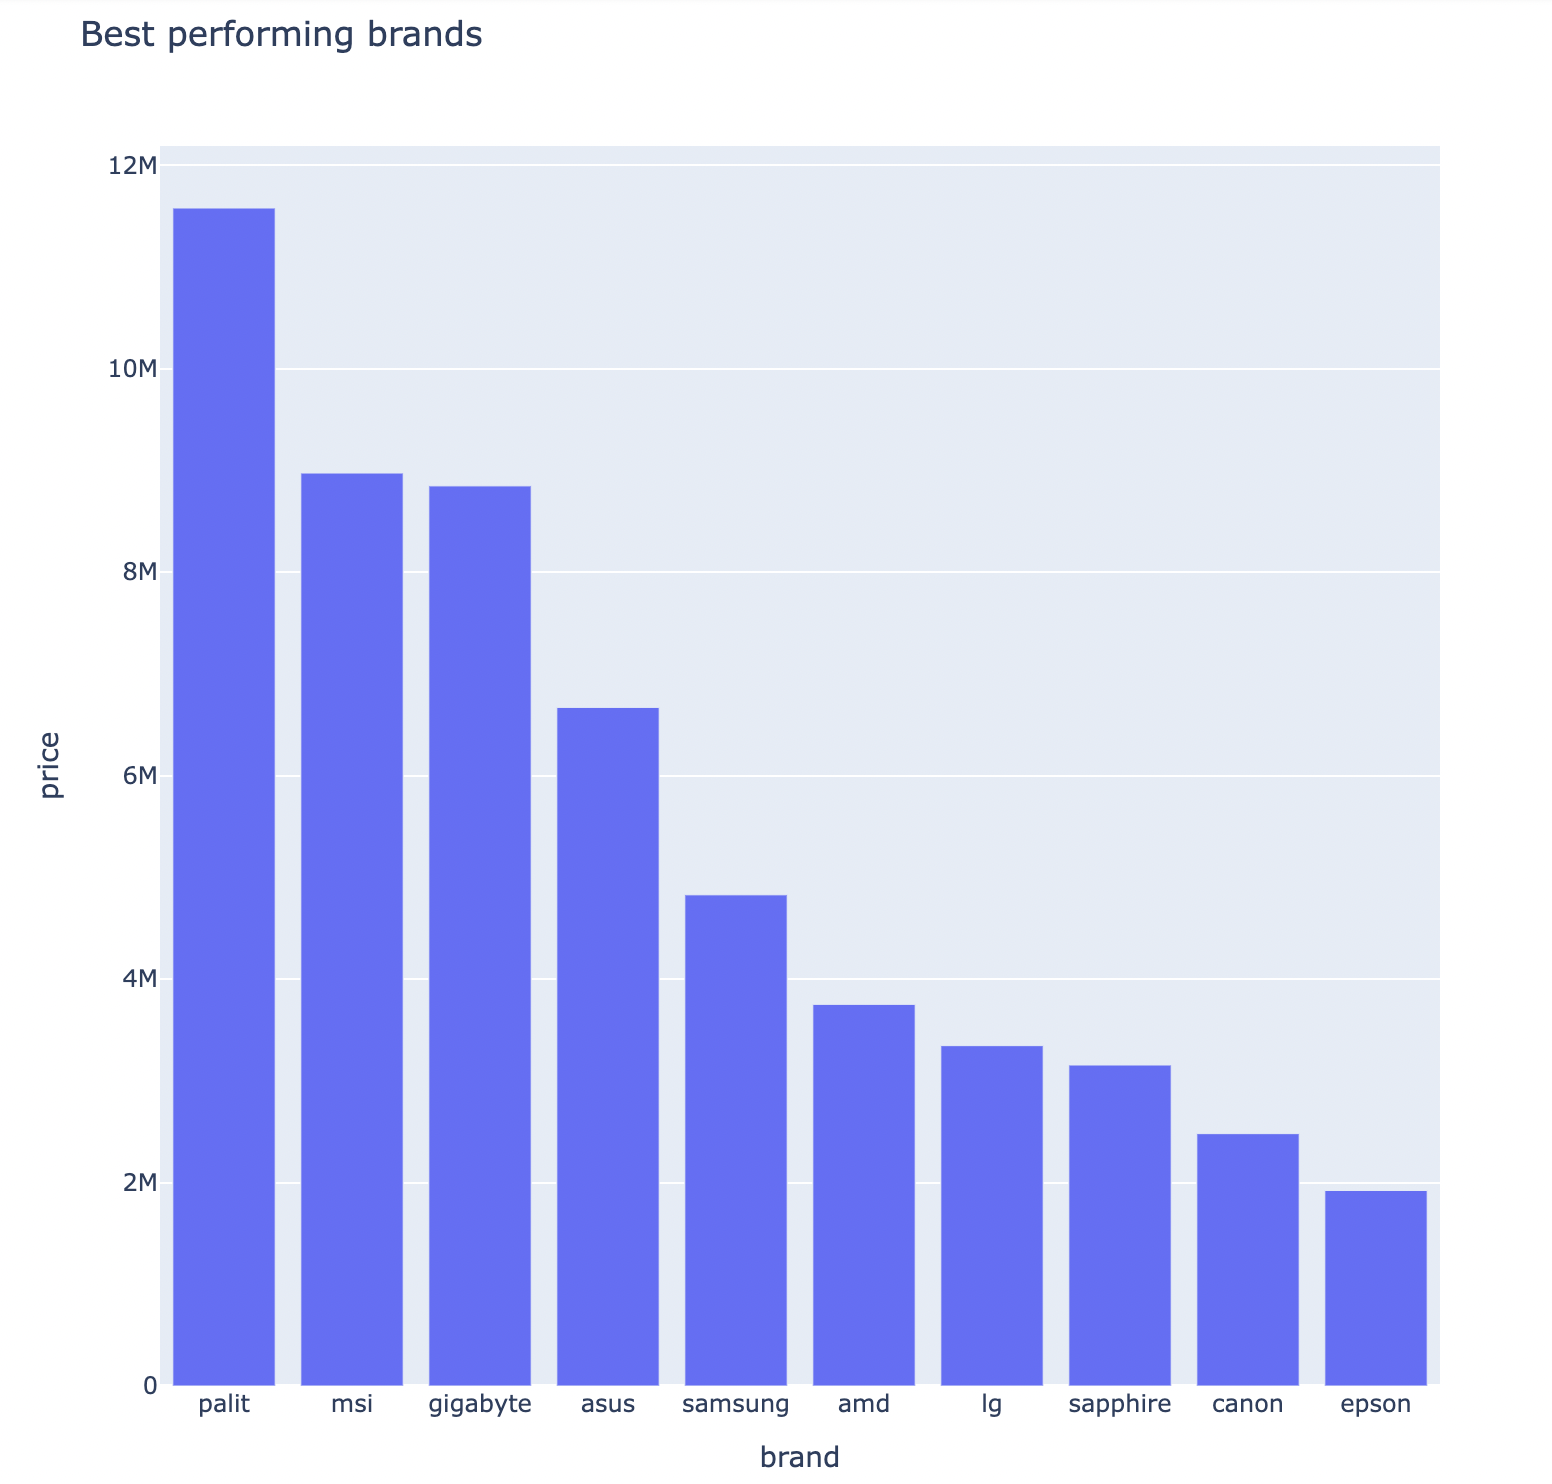 Best performing brands
12M
10M
8M
6M
4M
2M
0
price
palit msi gigabyte asus samsung amd lg sapphire canon epson
brand